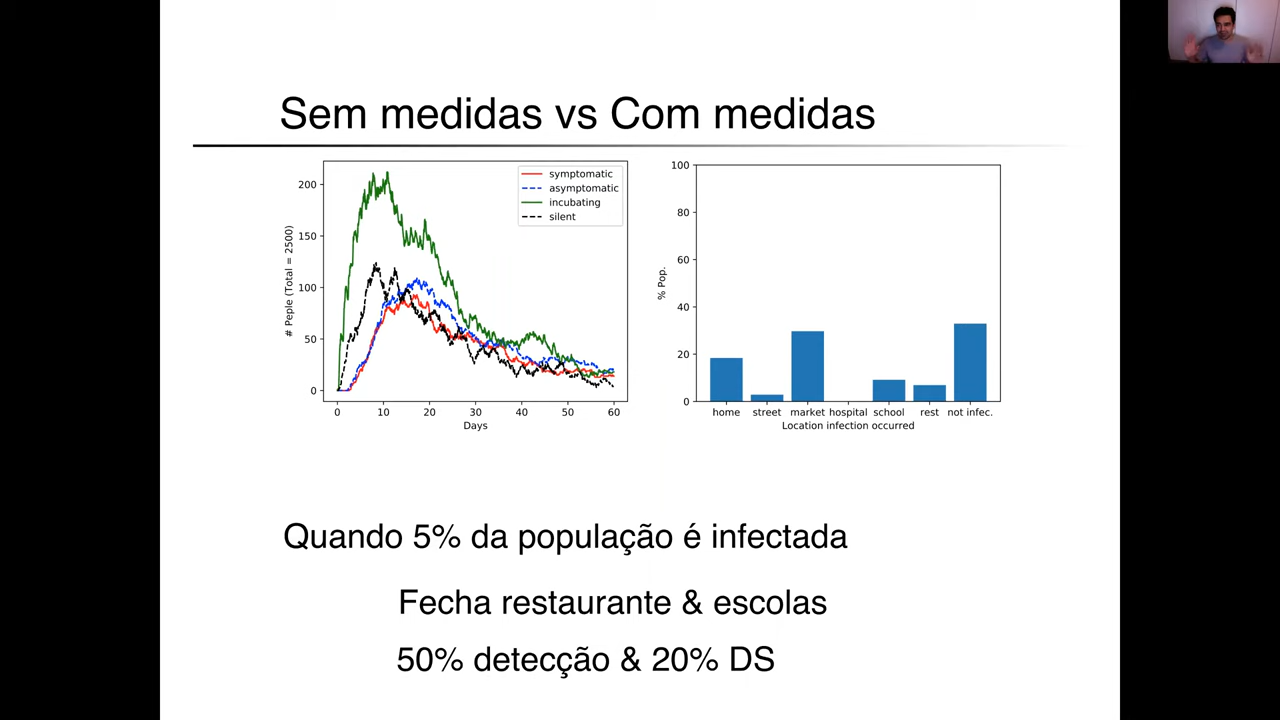 Sem medidas vs Com medidas
# Peple (Total = 2500)
200
150
100
50
0
0 10 20 30 40 50 60
Days
symptomatic
asymptomatic
incubating
silent
% Pop.
100
80
60
40
20
0
home street market hospital school rest not infec.
Location infection occurred
Quando 5% da população é infectada
Fecha restaurante & escolas
50% detecção & 20% DS